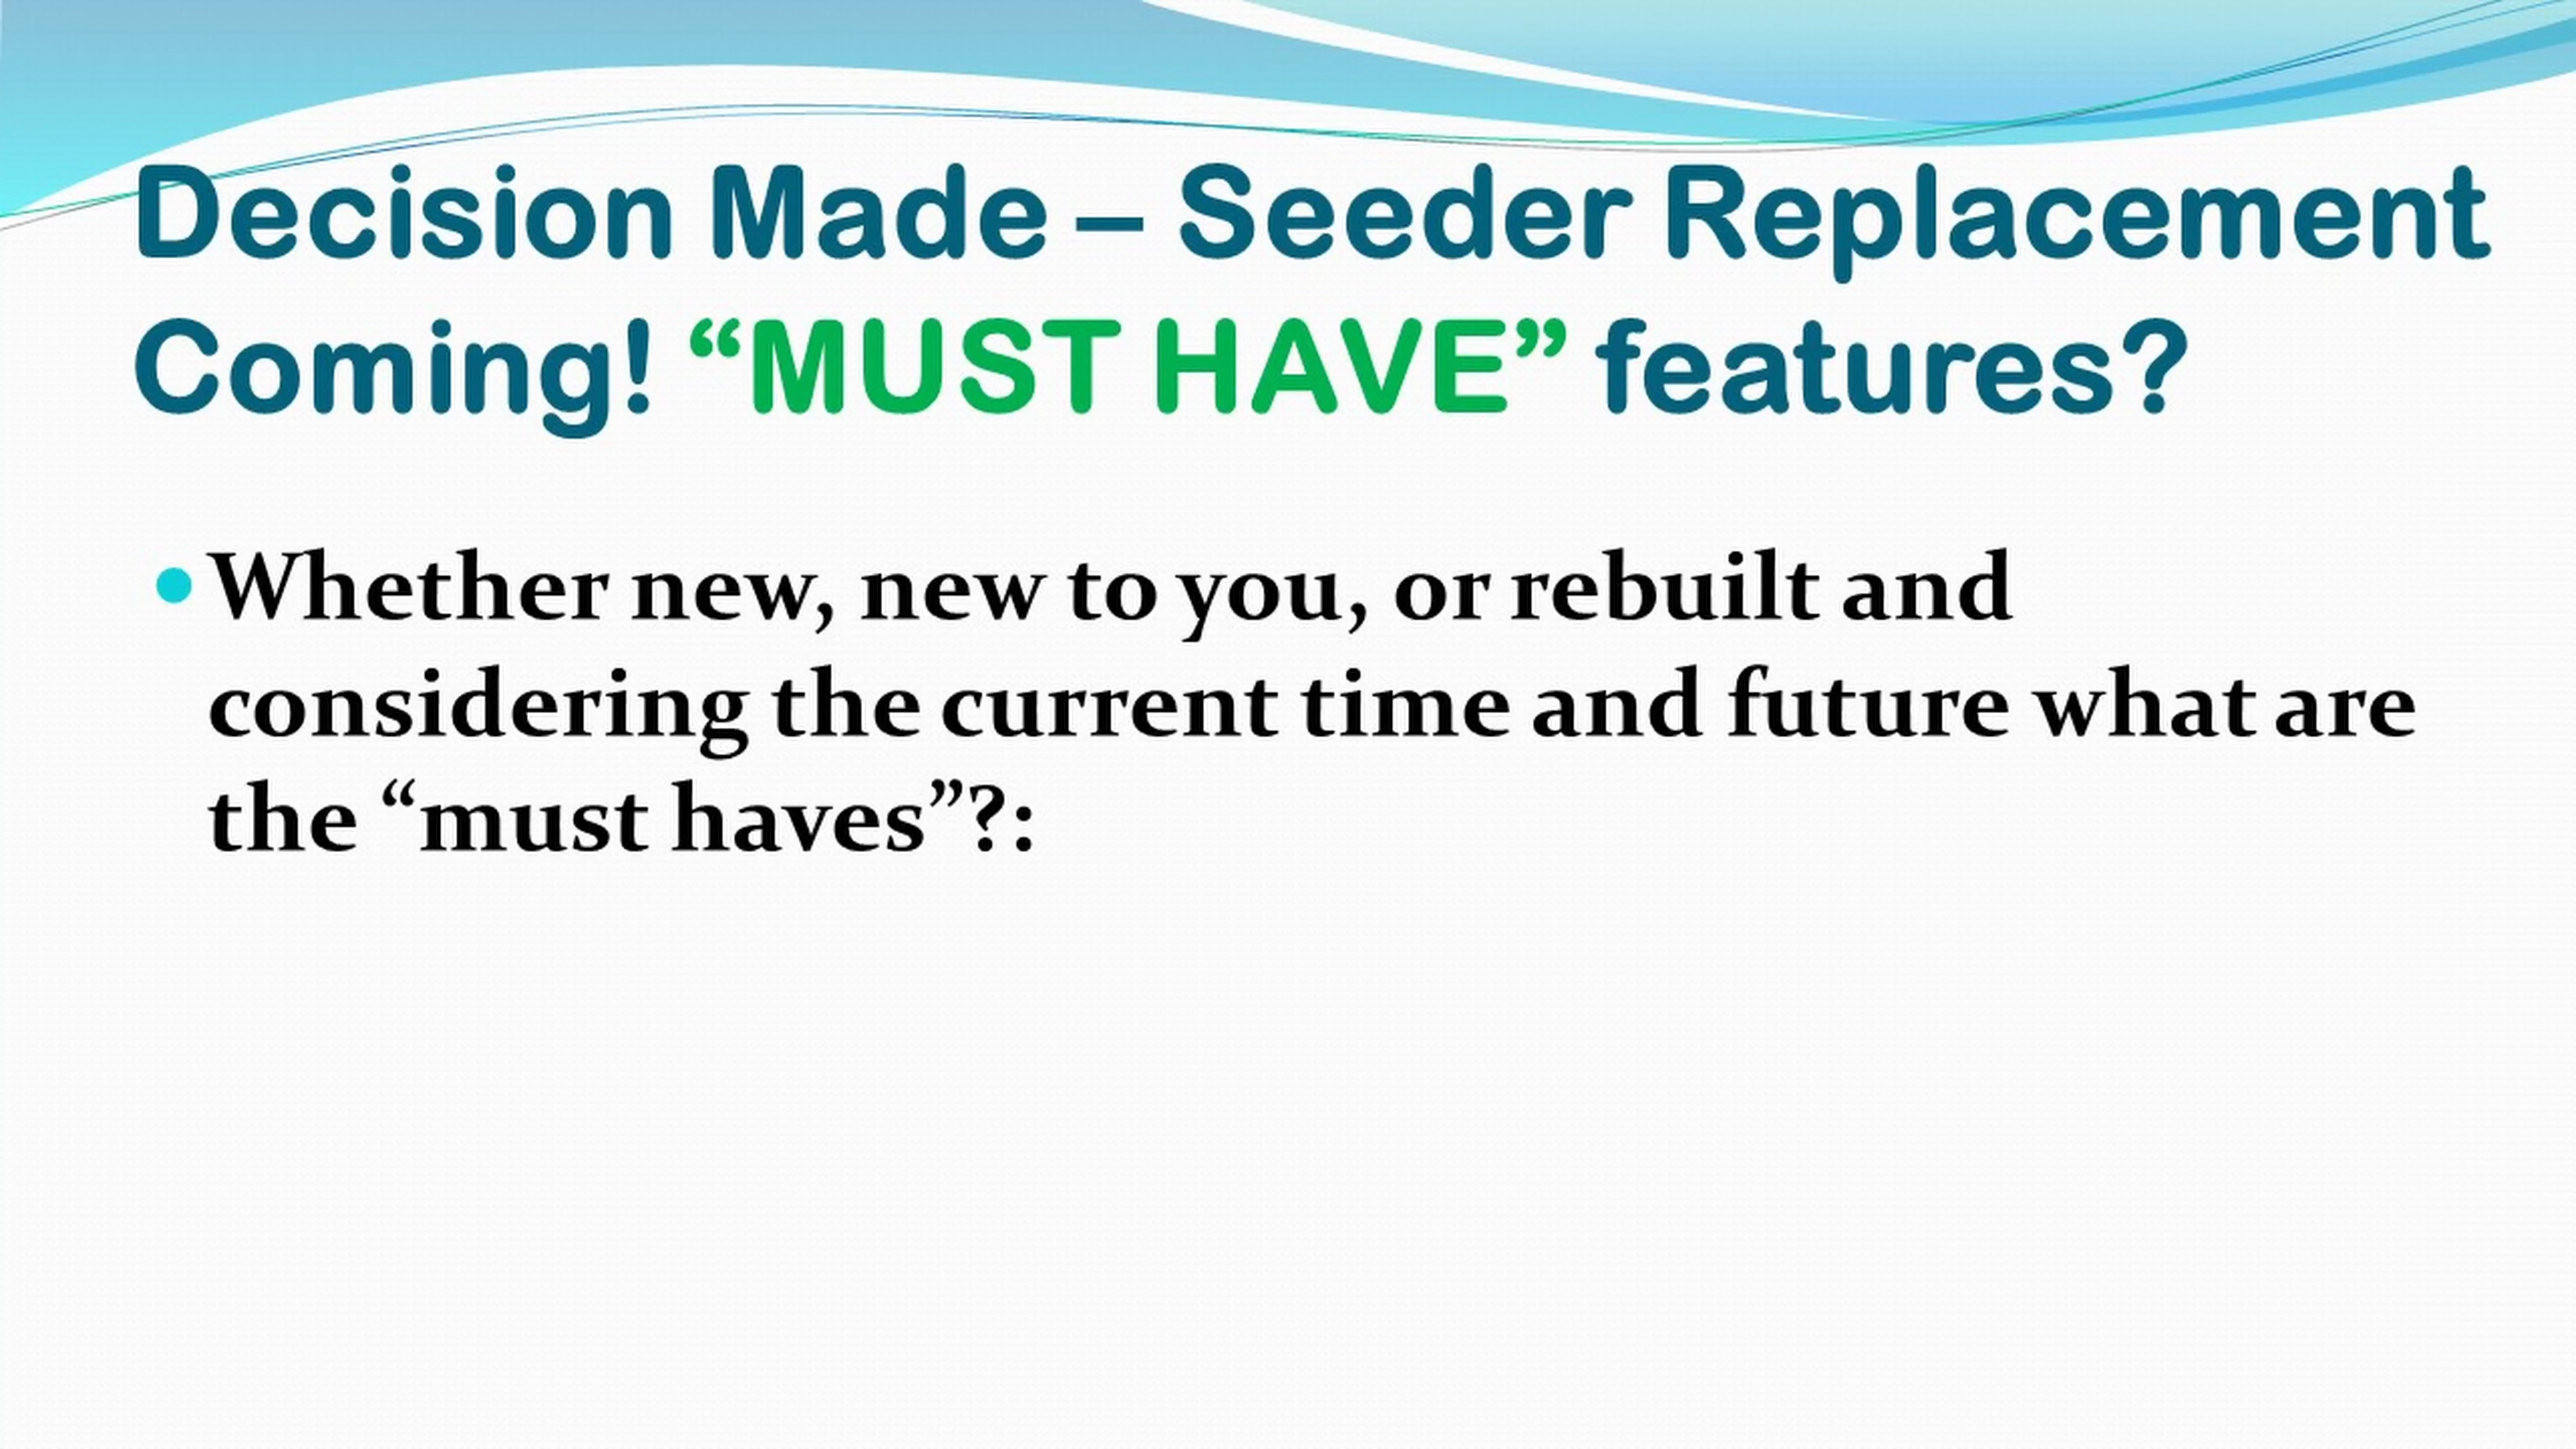 Decision Made – Seeder Replacement
Coming! “MUST HAVE” features?
• Whether new, new to you, or rebuilt and
considering the current time and future what are
the “must haves”?: